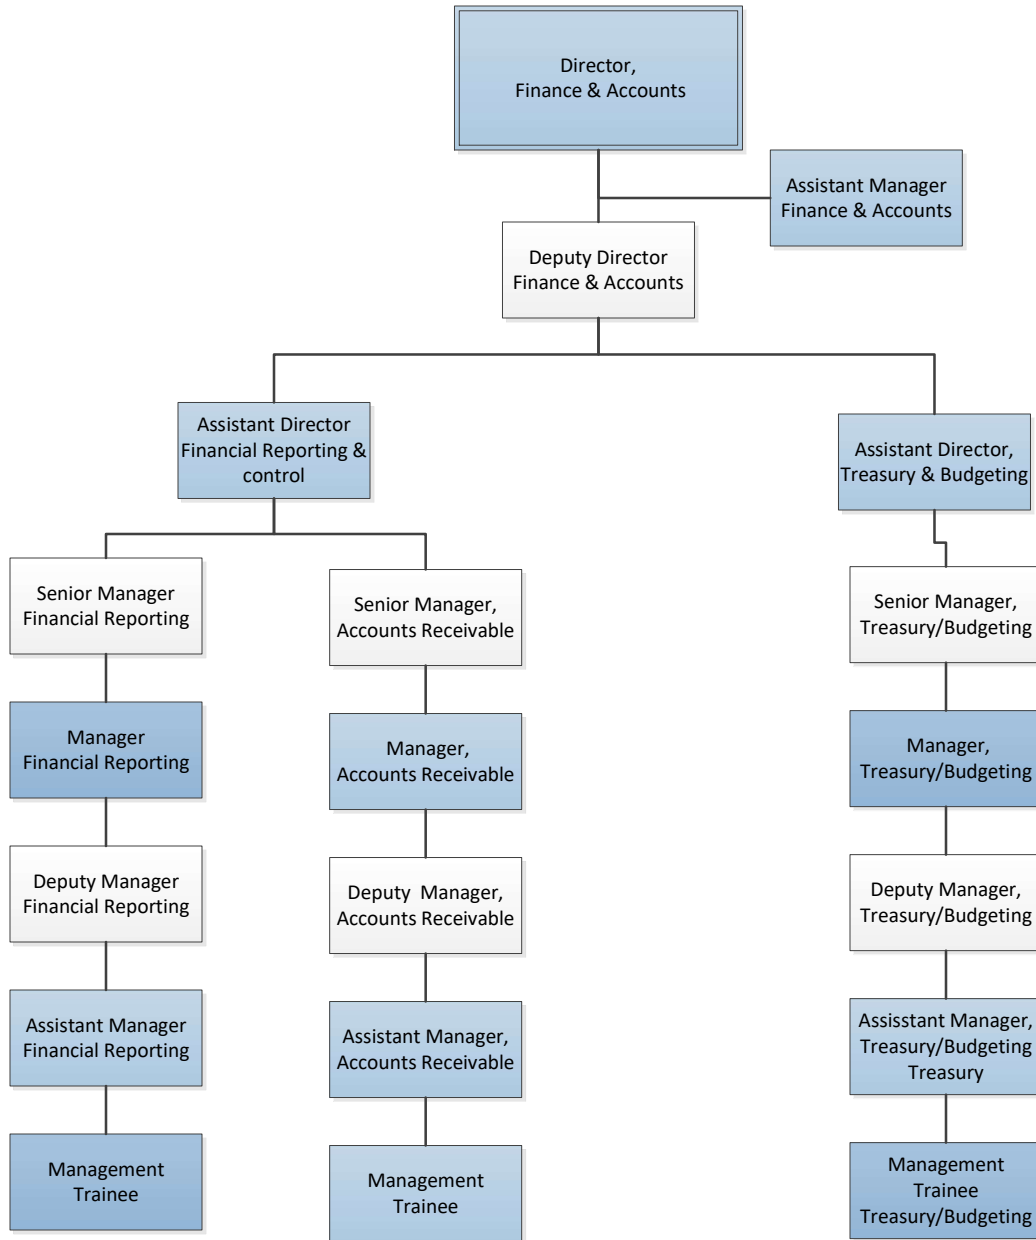 Director,
Finance & Accounts
Assistant Manager
Finance & Accounts
Deputy Director
Finance & Accounts
Assistant Director
Financial Reporting &
control
Assistant Director,
Treasury & Budgeting
Senior Manager
Financial Reporting
Senior Manager,
Accounts Receivable
Senior Manager,
Treasury/Budgeting
Manager
Financial Reporting
Manager,
Accounts Receivable
Manager,
Treasury/Budgeting
Deputy Manager
Financial Reporting
Deputy  Manager,
Accounts Receivable
Deputy Manager,
Treasury/Budgeting
Assistant Manager
Financial Reporting
Assistant Manager,
Accounts Receivable
Assisstant Manager,
Treasury/Budgeting
Treasury
Management
Trainee
Management
Trainee
Management
Trainee
Treasury/Budgeting